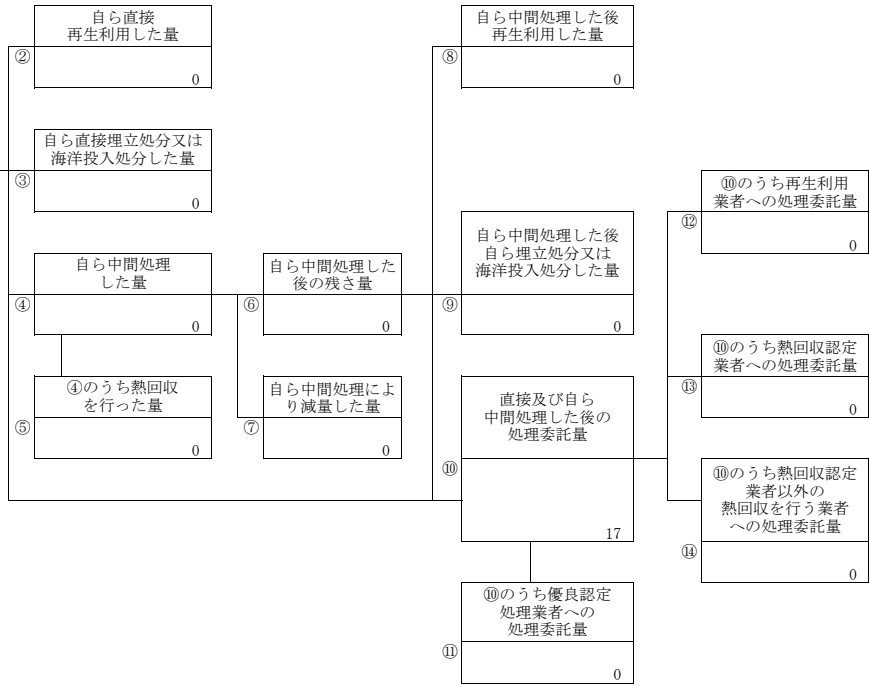 自ら直接
再生利用した量
②
0
自ら直接埋立処分又は
海洋投入処分した量
③
0
自ら中間処理
した量
④
0
④のうち熱回収
を行った量
⑤
0
自ら中間処理した
後の残さ量
⑥
0
自ら中間処理によ
り減量した量
⑦
0
自ら中間処理した後
再生利用した量
⑧
0
自ら中間処理した後
自ら埋立処分又は
海洋投入処分した量
⑨
0
直接及び自ら
中間処理した後の
処理委託量
⑩
17
⑩のうち優良認定
処理業者への
処理委託量
⑪
0
⑩のうち再生利用
業者への処理委託量
⑫
0
⑩のうち熱回収認定
業者への処理委託量
⑬
0
⑩のうち熱回収認定
業者以外の
熱回収を行う業者
への処理委託量
⑭
0